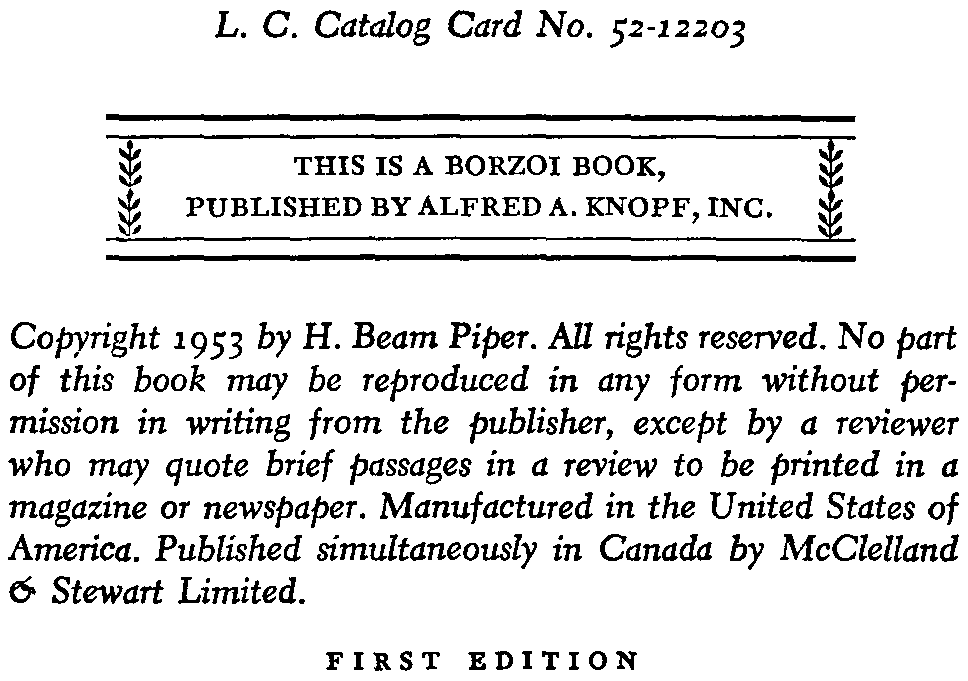 L. C. Catalog Card No. 52-12203
THIS IS A BORZOI BOOK,
PUBLISHED BY ALFRED A. KNOPF, INC.
Copyright 1953 by H. Beam Piper. All rights reserved. No part
of this book may be reproduced in any form without per-
mission in writing from the publisher, except by a reviewer
who may quote brief passages in a review to be printed in a
magazine or newspaper. Manufactured in the United States of
America. Published simultaneously in Canada by McClelland
& Stewart Limited.
FIRST EDITION